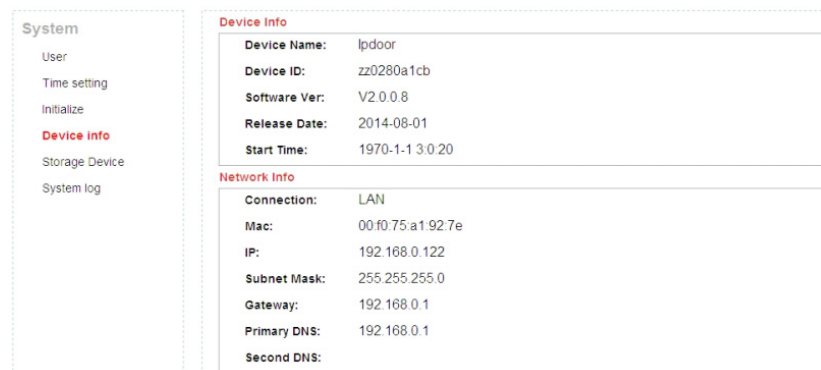 System
User
Time setting
Initialize
Device info
Storage Device
System log
Device Info
Device Name: Ipdoor
Device ID: zz0280a1cb
Software Ver: V2.0.0.8
Release Date: 2014-08-01
Start Time: 1970-1-1 3:0:20
Network Info
Connection: LAN
Mac: 00:f0:75:a1:92:7e
IP: 192.168.0.122
Subnet Mask: 255.255.255.0
Gateway: 192.168.0.1
Primary DNS: 192.168.0.1
Second DNS: